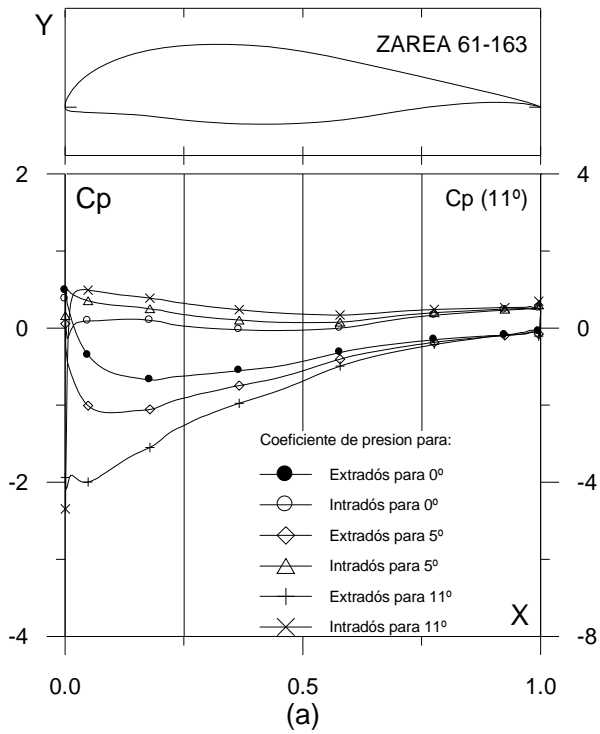 Y
ZAREA 61-163
2
Cp
Cp (11º)
4
0
0
-2
-4
-4
-8
Coeficiente de presion para:
Extradós para 0º
Intradós para 0º
Extradós para 5º
Intradós para 5º
Extradós para 11º
Intradós para 11º
X
0.0
0.5
1.0
(a)